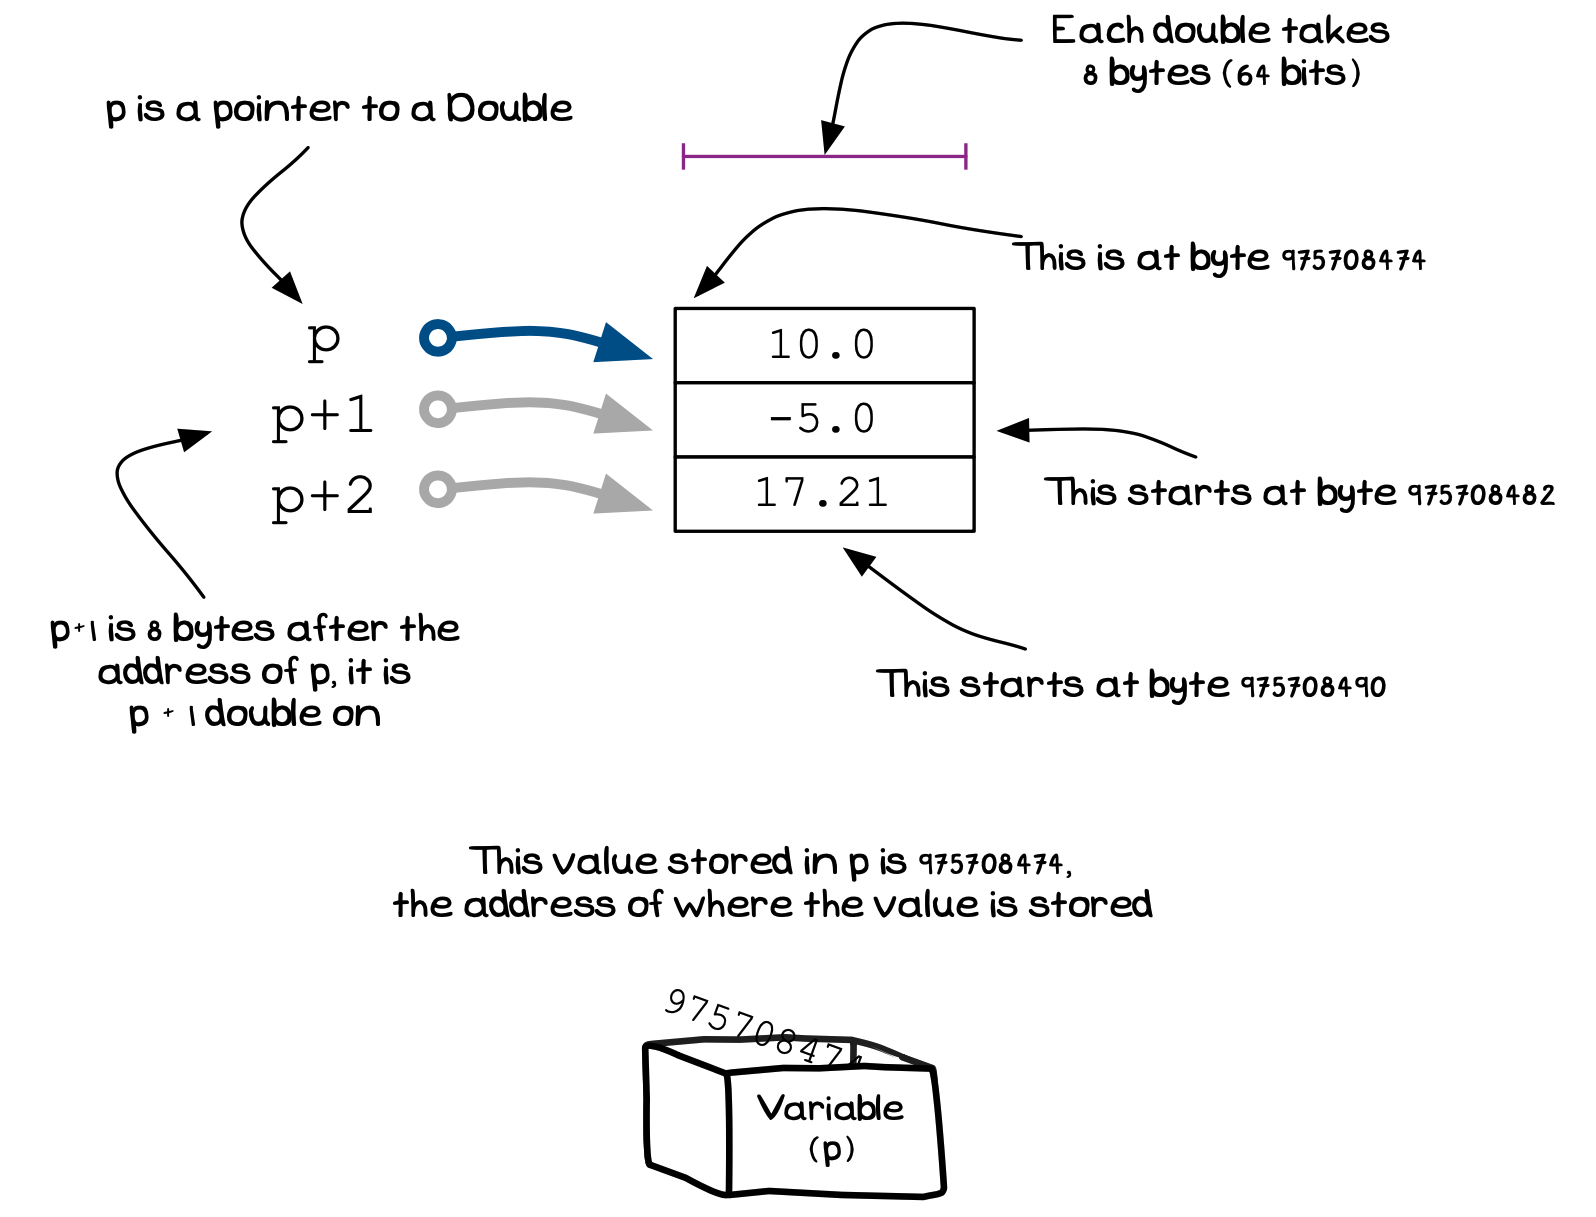 Each double takes
8 bytes (64 bits)
p is a pointer to a Double
This is at byte 975708474
p
10.0
p+1
-5.0
p+2
17.21
This starts at byte 975708482
p+1 is 8 bytes after the
address of p, it is
p + 1 double on
This starts at byte 975708490
This value stored in p is 975708474,
the address of where the value is stored
975708474
Variable
(p)